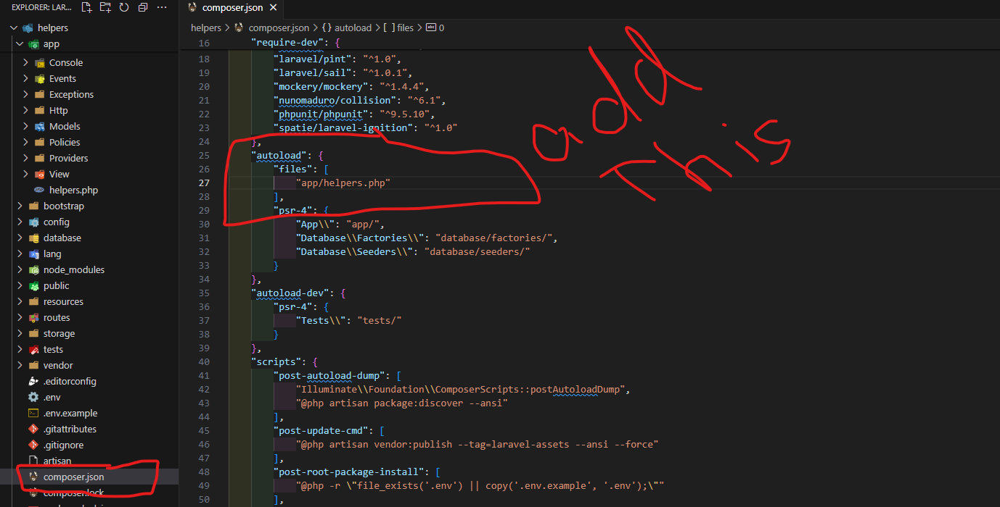 EXPLORER: LAR...
helpers
app
Console
Events
Exceptions
Http
Models
Policies
Providers
View
helpers.php
bootstrap
config
database
lang
node_modules
public
resources
routes
storage
tests
vendor
.editorconfig
.env
.env.example
.gitattributes
.gitignore
artisan
composer.json
composer.lock
composer.json
helpers > composer.json > {} autoload > [ ] files > abc 0
16 "require-dev": {
18 "laravel/pint": "^1.0",
19 "laravel/sail": "^1.0.1",
20 "mockery/mockery": "^1.4.4",
21 "nunomaduro/collision": "^6.1",
22 "phpunit/phpunit": "^9.5.10",
23 "spatie/laravel-ignition": "^1.0"
24 },
25 "autoload": {
26 "files": [
27 "app/helpers.php"
28 ],
29 "psr-4": {
30 "App\\": "app/",
31 "Database\\Factories\\": "database/factories/",
32 "Database\\Seeders\\": "database/seeders/"
33 }
34 },
35 "autoload-dev": {
36 "psr-4": {
37 "Tests\\": "tests/"
38 }
39 },
40 "scripts": {
41 "post-autoload-dump": [
42 "Illuminate\\Foundation\\ComposerScripts::postAutoloadDump",
43 "@php artisan package:discover --ansi"
44 ],
45 "post-update-cmd": [
46 "@php artisan vendor:publish --tag=laravel-assets --ansi --force"
47 ],
48 "post-root-package-install": [
49 "@php -r \"file_exists('.env') || copy('.env.example', '.env');\""
50 ],
add
This